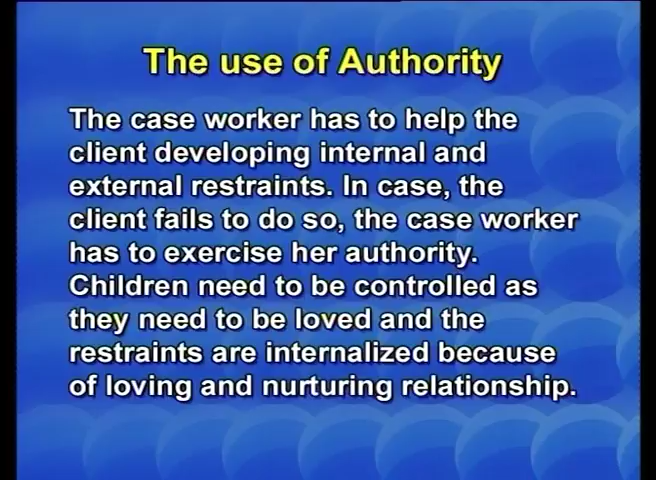 The use of Authority
The case worker has to help the
client developing internal and
external restraints. In case, the
client fails to do so, the case worker
has to exercise her authority.
Children need to be controlled as
they need to be loved and the
restraints are internalized because
of loving and nurturing relationship.